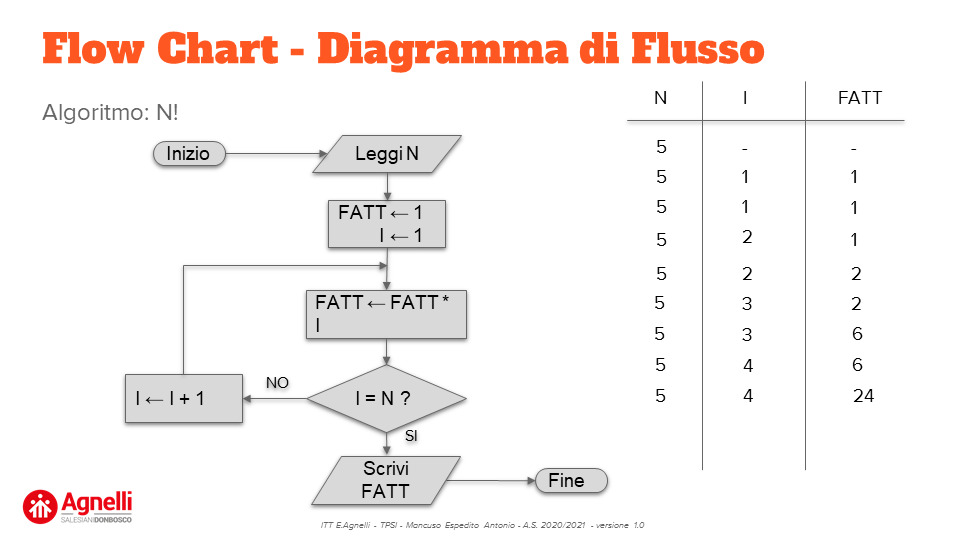 Flow Chart - Diagramma di Flusso
Algoritmo: N!
Inizio
Leggi N
FATT ← 1
I ← 1
FATT ← FATT *
I
I = N ?
NO
I ← I + 1
SI
Scrivi
FATT
Fine
N I FATT
5 - -
5 1 1
5 1 1
5 2 1
5 2 2
5 3 2
5 3 6
5 4 6
5 4 24
Agnelli
SALESIANIDONBOSCO
ITT E.Agnelli - TPSI - Mancuso Espedito Antonio - A.S. 2020/2021 - versione 1.0